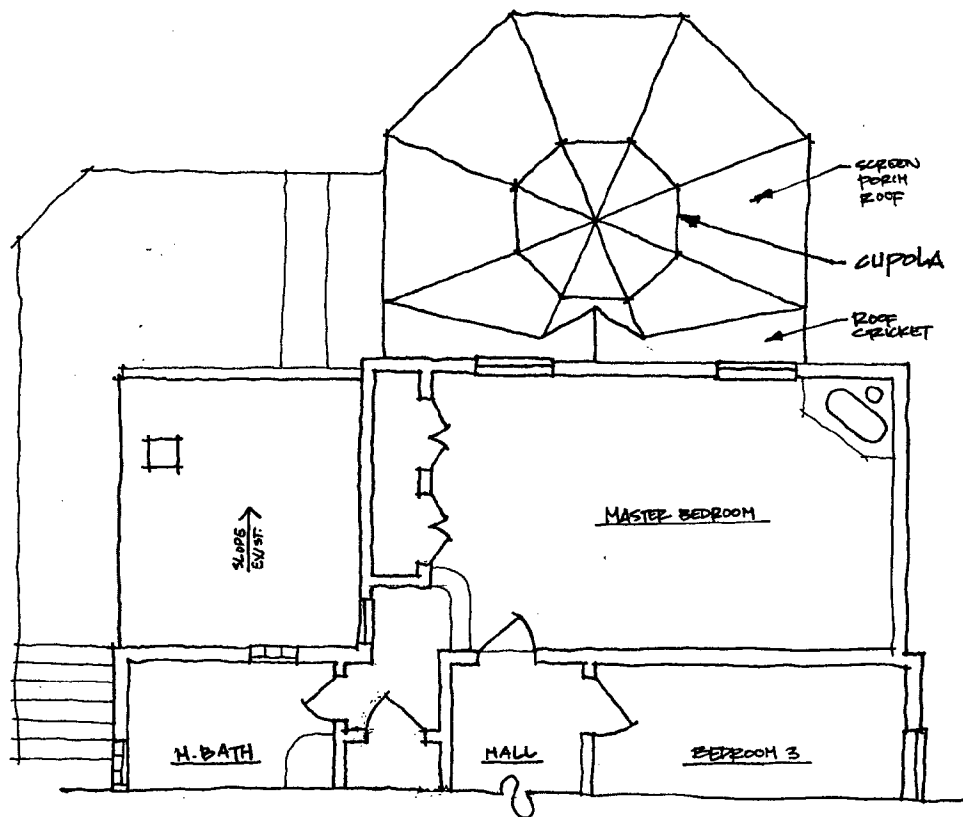 SCREEN
PORCH
ROOF
CUPOLA
ROOF
CRICKET
MASTER BEDROOM
SLOPE
EXIST.
M. BATH
HALL
BEDROOM 3